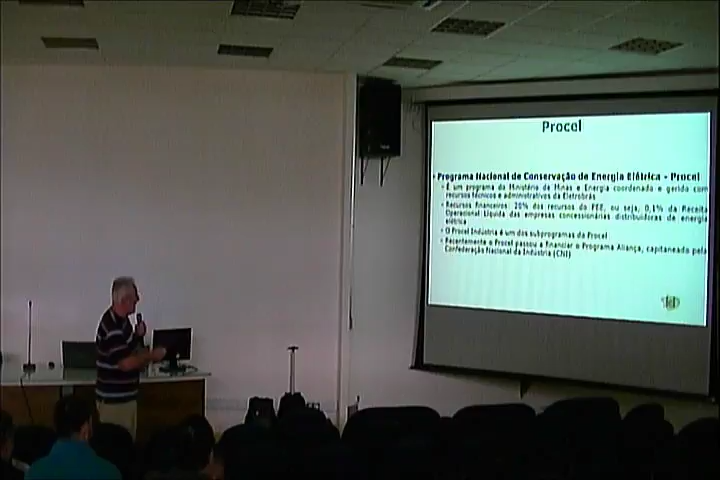 Procel
• Programa Nacional de Conservação de Energia Elétrica - Procel
• É um programa do Ministério de Minas e Energia coordenado e gerido com
recursos técnicos e administrativos da Eletrobrás
• Recursos financeiros: 20% dos recursos do PEE, ou seja, 0,1% da Receita
Operacional Líquida das empresas concessionárias distribuidoras de energia
elétrica
• O Procel Indústria é um dos subprogramas do Procel
• Recentemente o Procel passou a financiar o Programa Aliança, capitaneado pela
Confederação Nacional da Indústria (CNI)